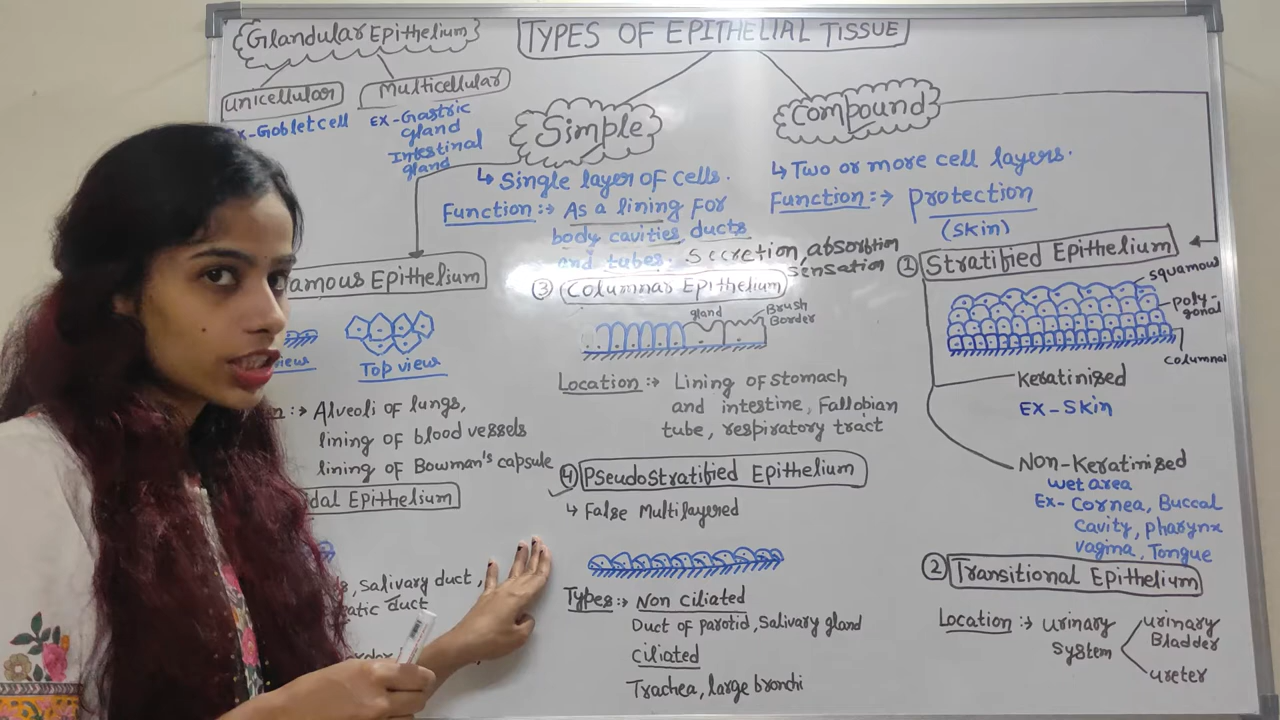 TYPES OF EPITHELIAL TISSUE
Glandular Epithelium
unicellular
Ex-Goblet cell
Multicellular
EX-Gastric
gland
Intestinal
gland
Simple
↳ Single layer of cells.
Function:→ As a lining for
body cavities ducts
and tubes. Secretion, absorption
sensation
amous Epithelium
view
Top view
n :→ Alveoli of lungs,
lining of blood vessels
lining of Bowman's capsule
dal Epithelium
, Salivary duct,
atic duct
③ Columnar Epithelium
gland
Brush
Border
Location:→ Lining of stomach
and intestine, Fallobian
tube, respiratory tract
④ Pseudostratified Epithelium
↳ False Multilayered
Types:→ Non ciliated
Duct of parotid, Salivary gland
ciliated
Trachea, large bronchi
Compound
↳ Two or more cell layers.
Function:→ protection
(skin)
① Stratified Epithelium
squamous
poly-
gonal
columnar
Keratinised
EX-Skin
Non-Keratinised
wet area
Ex- Cornea, Buccal
Cavity, pharynx
vagina, Tongue
② Transitional Epithelium
Location:→ urinary
System
urinary
Bladder
ureter